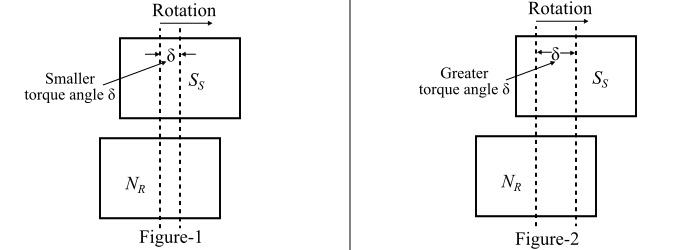 Rotation
δ
Smaller
torque angle δ
S_S
N_R
Figure-1
Rotation
δ
Greater
torque angle δ
S_S
N_R
Figure-2